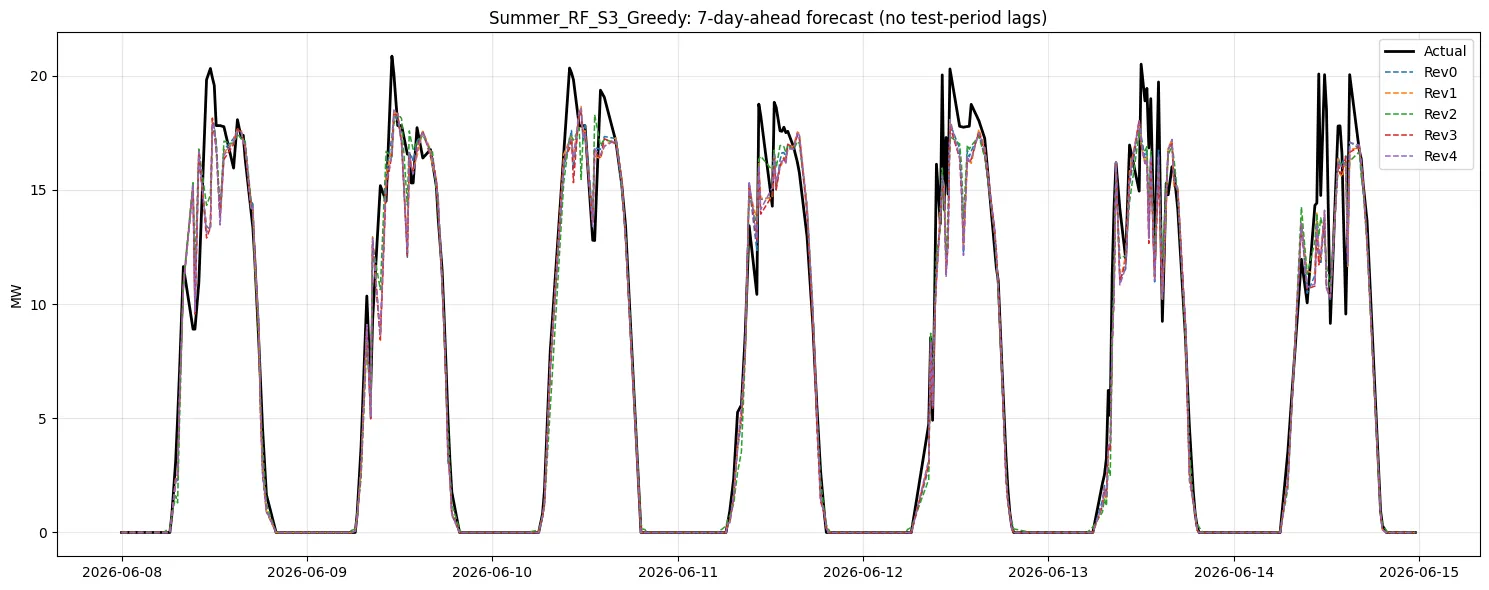 Summer_RF_S3_Greedy: 7-day-ahead forecast (no test-period lags)
Actual
Rev0
Rev1
Rev2
Rev3
Rev4
MW
20
15
10
5
0
2026-06-08
2026-06-09
2026-06-10
2026-06-11
2026-06-12
2026-06-13
2026-06-14
2026-06-15